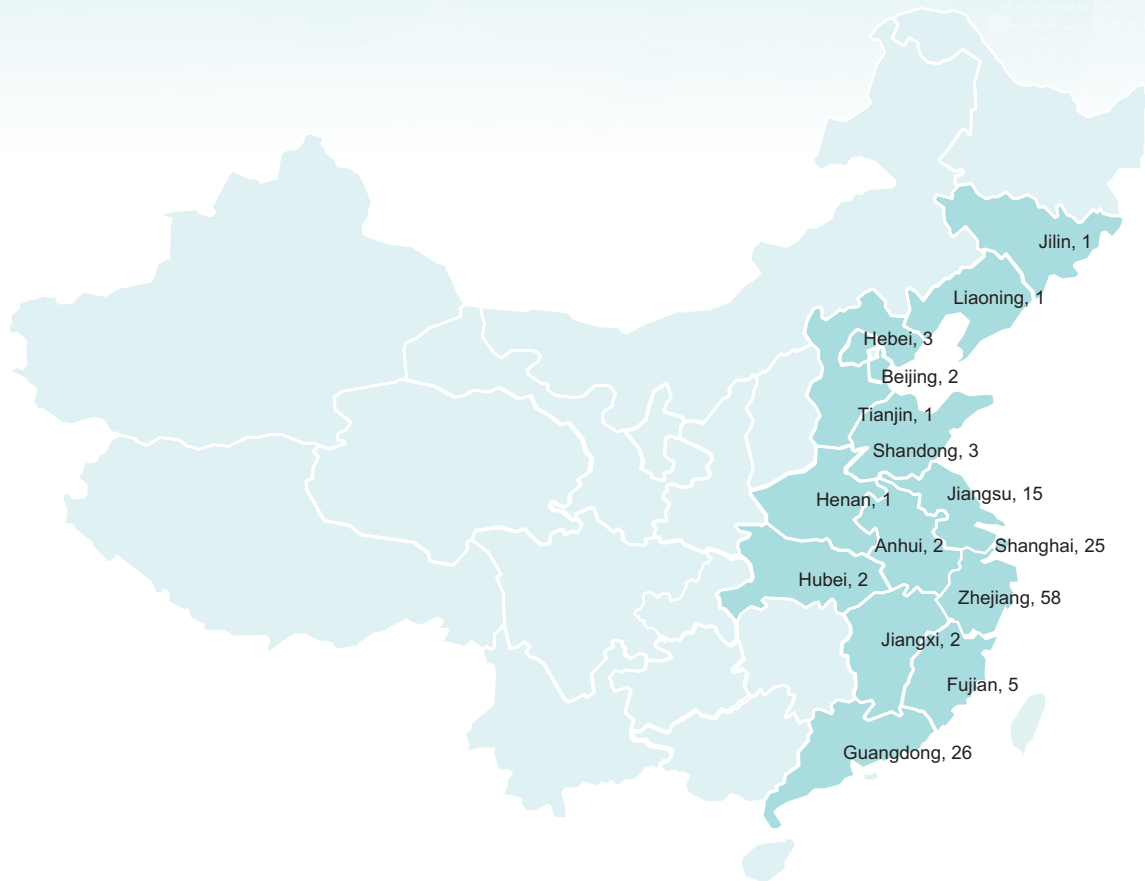 Jilin, 1
Liaoning, 1
Hebei, 3
Beijing, 2
Tianjin, 1
Shandong, 3
Jiangsu, 15
Henan, 1
Anhui, 2
Shanghai, 25
Hubei, 2
Zhejiang, 58
Jiangxi, 2
Fujian, 5
Guangdong, 26